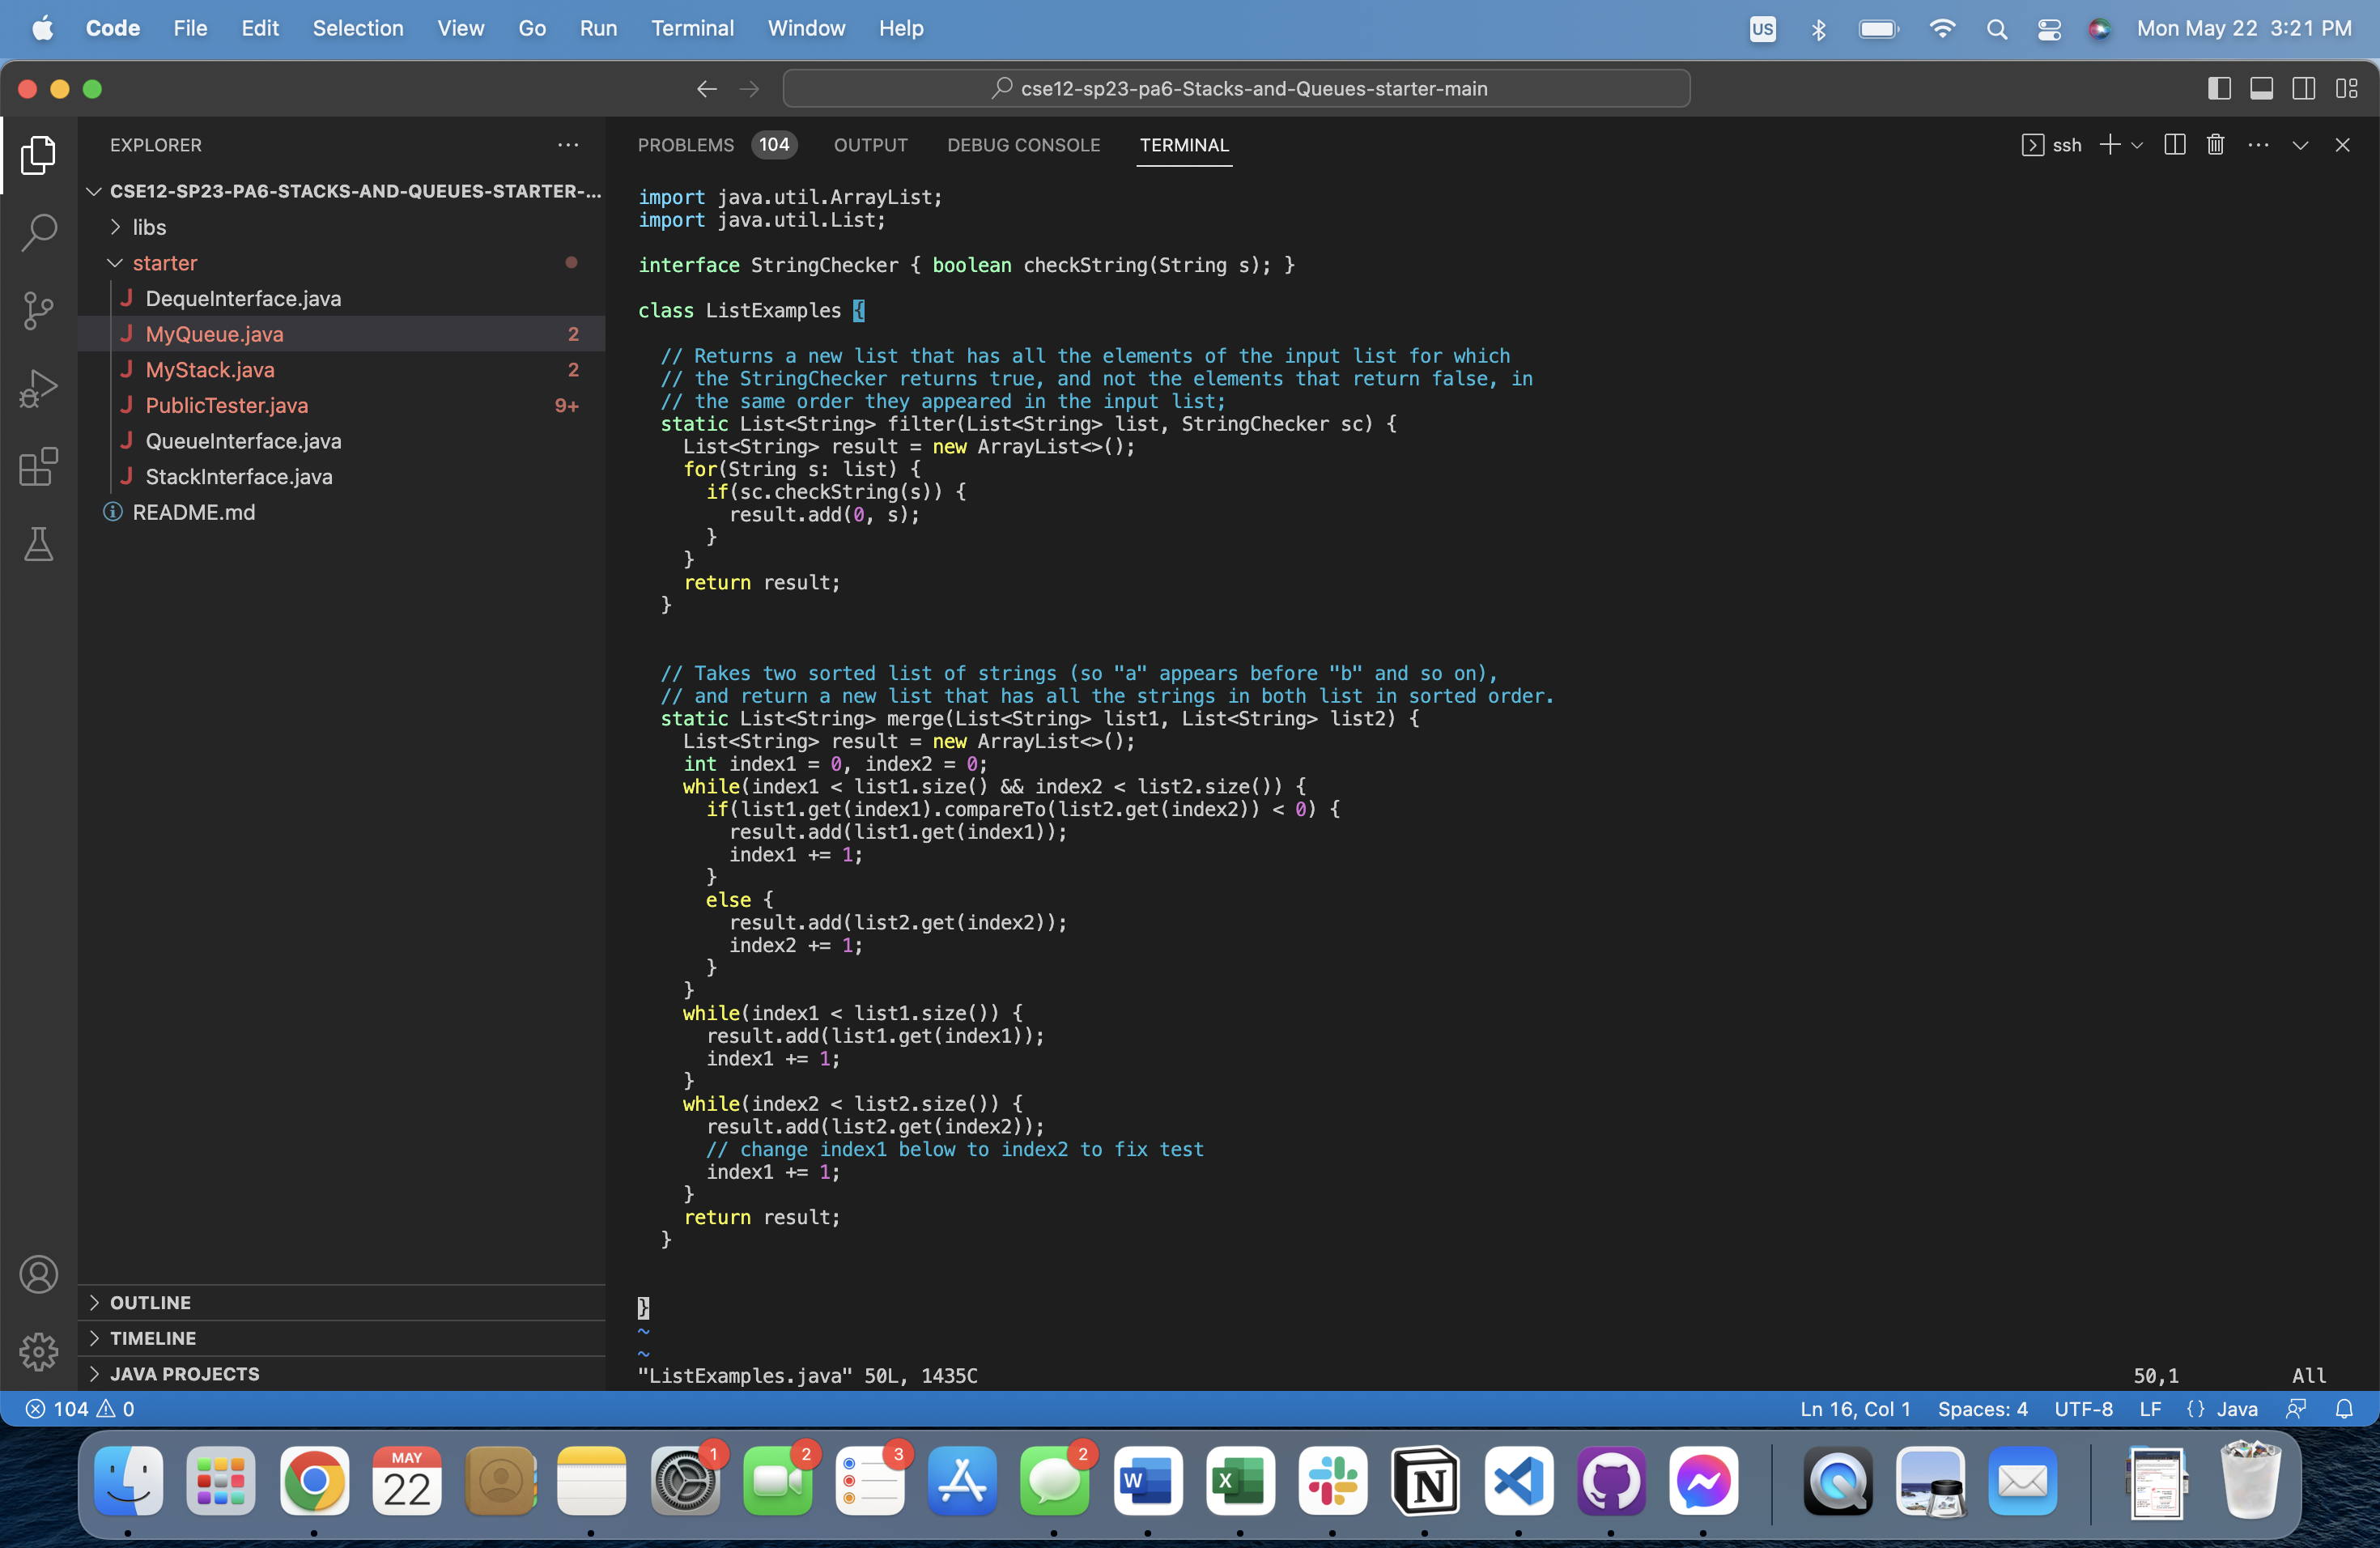 Code File Edit Selection View Go Run Terminal Window Help US Mon May 22 3:21 PM
cse12-sp23-pa6-Stacks-and-Queues-starter-main
EXPLORER
CSE12-SP23-PA6-STACKS-AND-QUEUES-STARTER-...
libs
starter
DequeInterface.java
MyQueue.java 2
MyStack.java 2
PublicTester.java 9+
QueueInterface.java
StackInterface.java
README.md
OUTLINE
TIMELINE
JAVA PROJECTS
PROBLEMS 104 OUTPUT DEBUG CONSOLE TERMINAL ssh
import java.util.ArrayList;
import java.util.List;
interface StringChecker { boolean checkString(String s); }
class ListExamples {
// Returns a new list that has all the elements of the input list for which
// the StringChecker returns true, and not the elements that return false, in
// the same order they appeared in the input list;
static List<String> filter(List<String> list, StringChecker sc) {
List<String> result = new ArrayList<>();
for(String s: list) {
if(sc.checkString(s)) {
result.add(0, s);
}
}
return result;
}
// Takes two sorted list of strings (so "a" appears before "b" and so on),
// and return a new list that has all the strings in both list in sorted order.
static List<String> merge(List<String> list1, List<String> list2) {
List<String> result = new ArrayList<>();
int index1 = 0, index2 = 0;
while(index1 < list1.size() && index2 < list2.size()) {
if(list1.get(index1).compareTo(list2.get(index2)) < 0) {
result.add(list1.get(index1));
index1 += 1;
}
else {
result.add(list2.get(index2));
index2 += 1;
}
}
while(index1 < list1.size()) {
result.add(list1.get(index1));
index1 += 1;
}
while(index2 < list2.size()) {
result.add(list2.get(index2));
// change index1 below to index2 to fix test
index1 += 1;
}
return result;
}
}
~
~
"ListExamples.java" 50L, 1435C 50,1 All
104 0 Ln 16, Col 1 Spaces: 4 UTF-8 LF {} Java
MAY
22
1
2
3
2
W
X
N